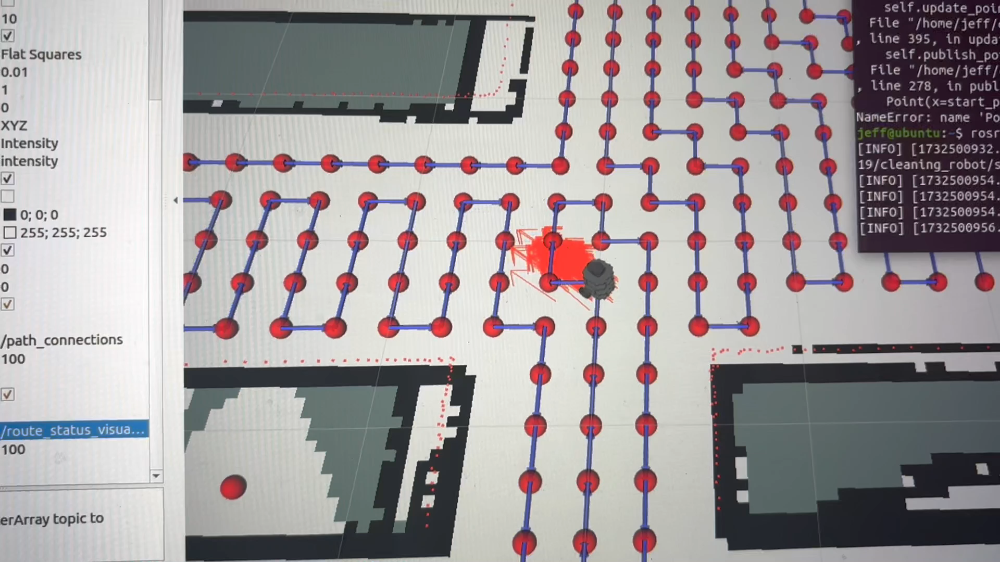 10
Flat Squares
0.01
1
0
XYZ
Intensity
intensity
0; 0; 0
255; 255; 255
0
0
/path_connections
100
/route_status_visua...
100
erArray topic to
self.update_poin
File "/home/jeff/c
, line 395, in upda
self.publish_po
File "/home/jeff/
, line 278, in publ
Point(x=start_p
NameError: name 'Po
jeff@ubuntu:~$ rosr
[INFO] [1732500932.
19/cleaning_robot/s
[INFO] [1732500954.
[INFO] [1732500954.
[INFO] [1732500954.
[INFO] [1732500956.